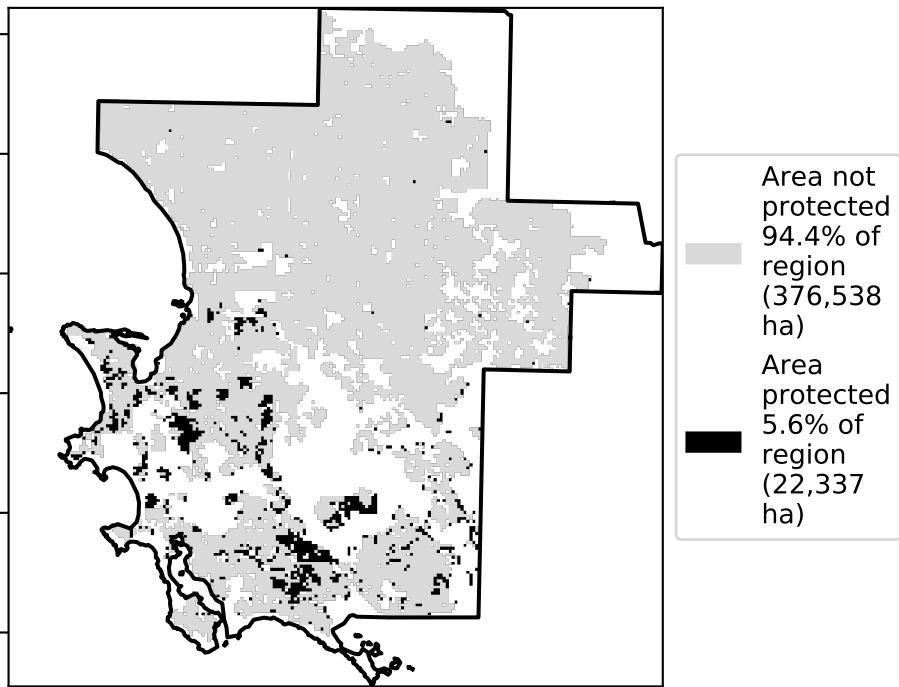 Area not
protected
94.4% of
region
(376,538
ha)
Area
protected
5.6% of
region
(22,337
ha)